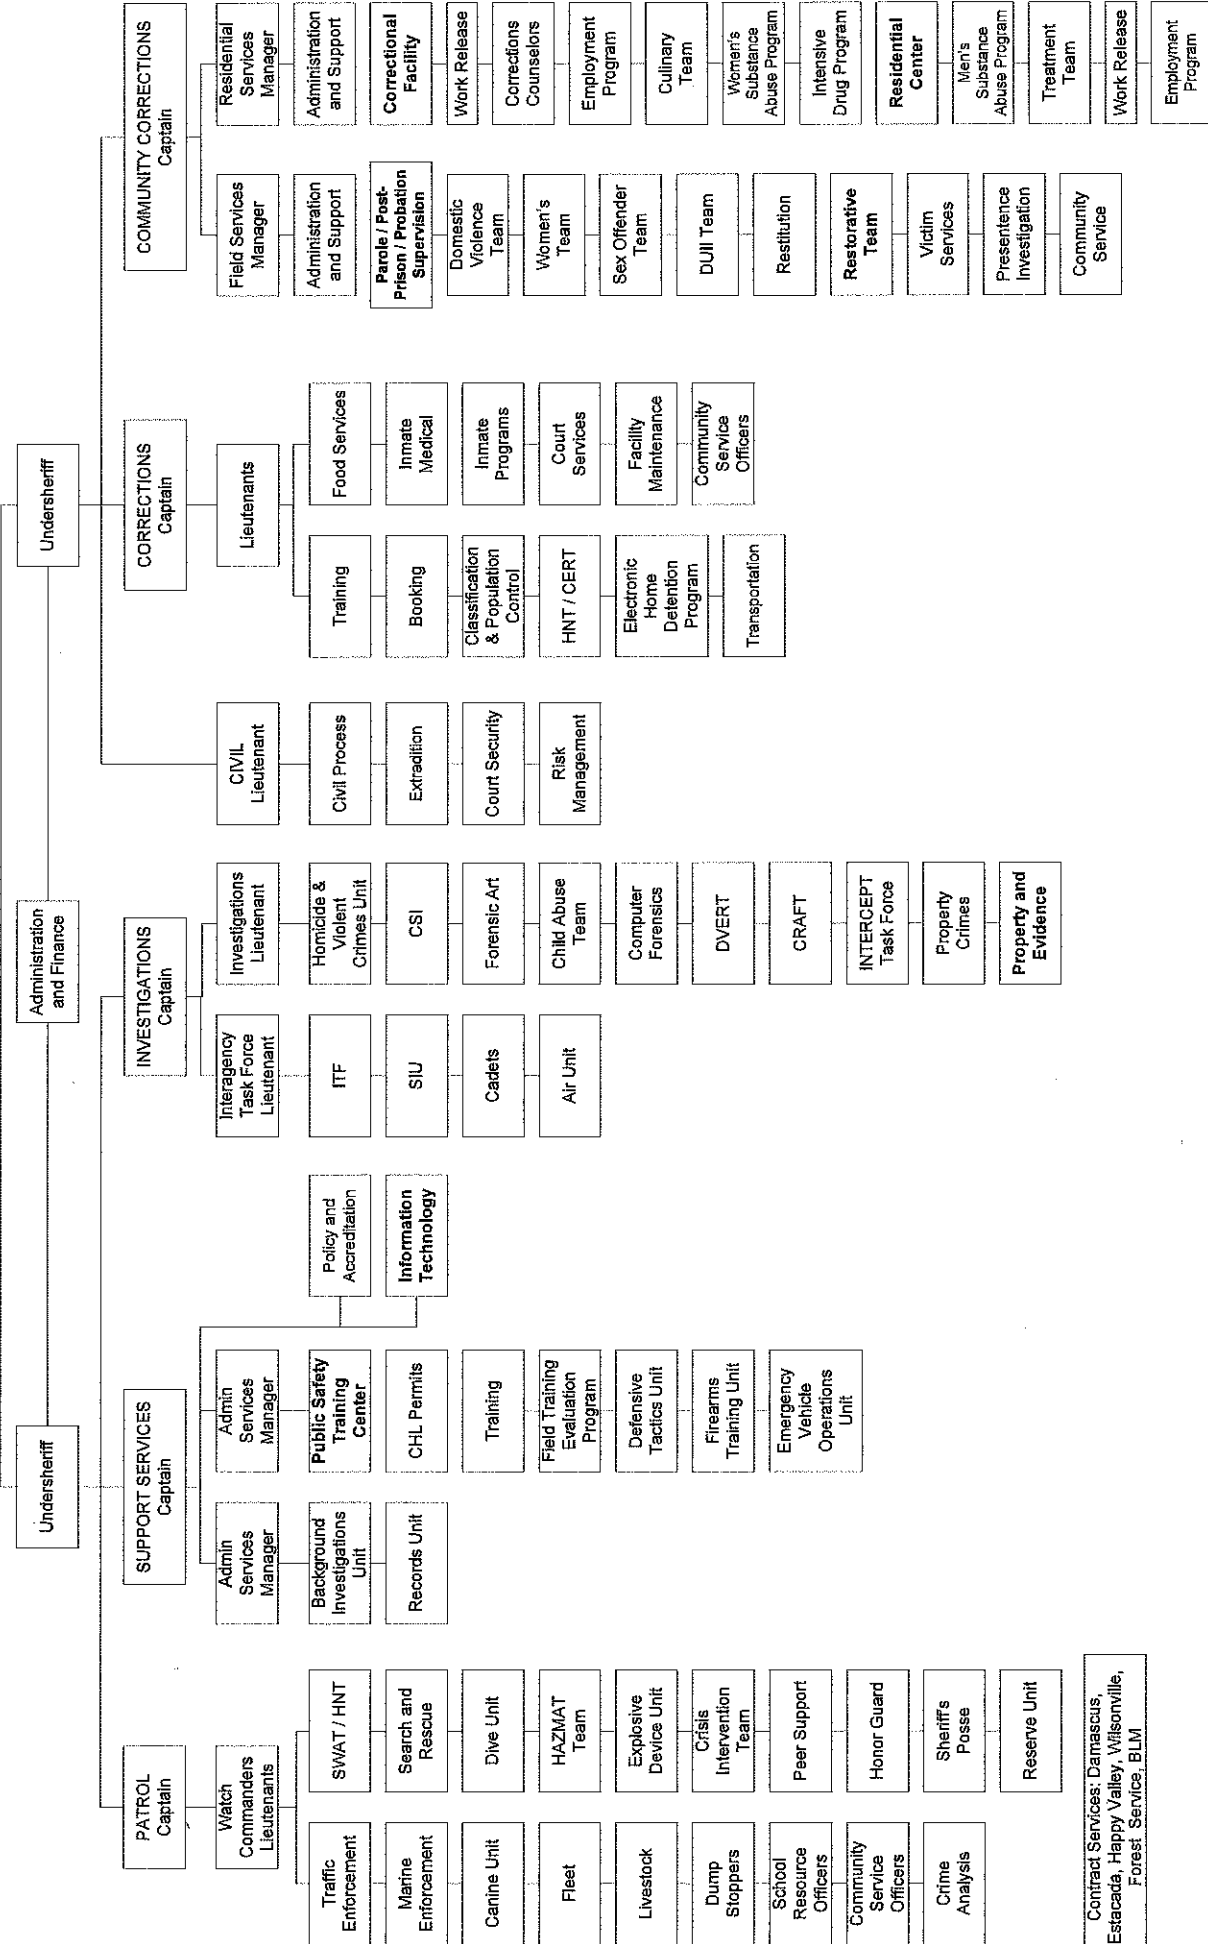 Undersheriff
Administration
and Finance
Undersheriff
PATROL
Captain
Watch
Commanders
Lieutenants
Traffic
Enforcement
Marine
Enforcement
Canine Unit
Fleet
Livestock
Dump
Stoppers
School
Resource
Officers
Community
Service
Officers
Crime
Analysis
SWAT / HNT
Search and
Rescue
Dive Unit
HAZMAT
Team
Explosive
Device Unit
Crisis
Intervention
Team
Peer Support
Honor Guard
Sheriff's
Posse
Reserve Unit
Contract Services: Damascus,
Estacada, Happy Valley, Wilsonville,
Forest Service, BLM
SUPPORT SERVICES
Captain
Admin
Services
Manager
Background
Investigations
Unit
Records Unit
Admin
Services
Manager
Public Safety
Training
Center
CHL Permits
Training
Field Training
Evaluation
Program
Defensive
Tactics Unit
Firearms
Training Unit
Emergency
Vehicle
Operations
Unit
Policy and
Accreditation
Information
Technology
INVESTIGATIONS
Captain
Interagency
Task Force
Lieutenant
ITF
SIU
Cadets
Air Unit
Investigations
Lieutenant
Homicide &
Violent
Crimes Unit
CSI
Forensic Art
Child Abuse
Team
Computer
Forensics
DVERT
CRAFT
INTERCEPT
Task Force
Property
Crimes
Property and
Evidence
CIVIL
Lieutenant
Civil Process
Extradition
Court Security
Risk
Management
CORRECTIONS
Captain
Lieutenants
Training
Booking
Classification
& Population
Control
HNT / CERT
Electronic
Home
Detention
Program
Transportation
Food Services
Inmate
Medical
Inmate
Programs
Court
Services
Facility
Maintenance
Community
Service
Officers
COMMUNITY CORRECTIONS
Captain
Field Services
Manager
Administration
and Support
Parole / Post-
Prison / Probation
Supervision
Domestic
Violence
Team
Women's
Team
Sex Offender
Team
DUII Team
Restitution
Restorative
Team
Victim
Services
Presentence
Investigation
Community
Service
Residential
Services
Manager
Administration
and Support
Correctional
Facility
Work Release
Corrections
Counselors
Employment
Program
Culinary
Team
Women's
Substance
Abuse Program
Intensive
Drug Program
Residential
Center
Men's
Substance
Abuse Program
Treatment
Team
Work Release
Employment
Program